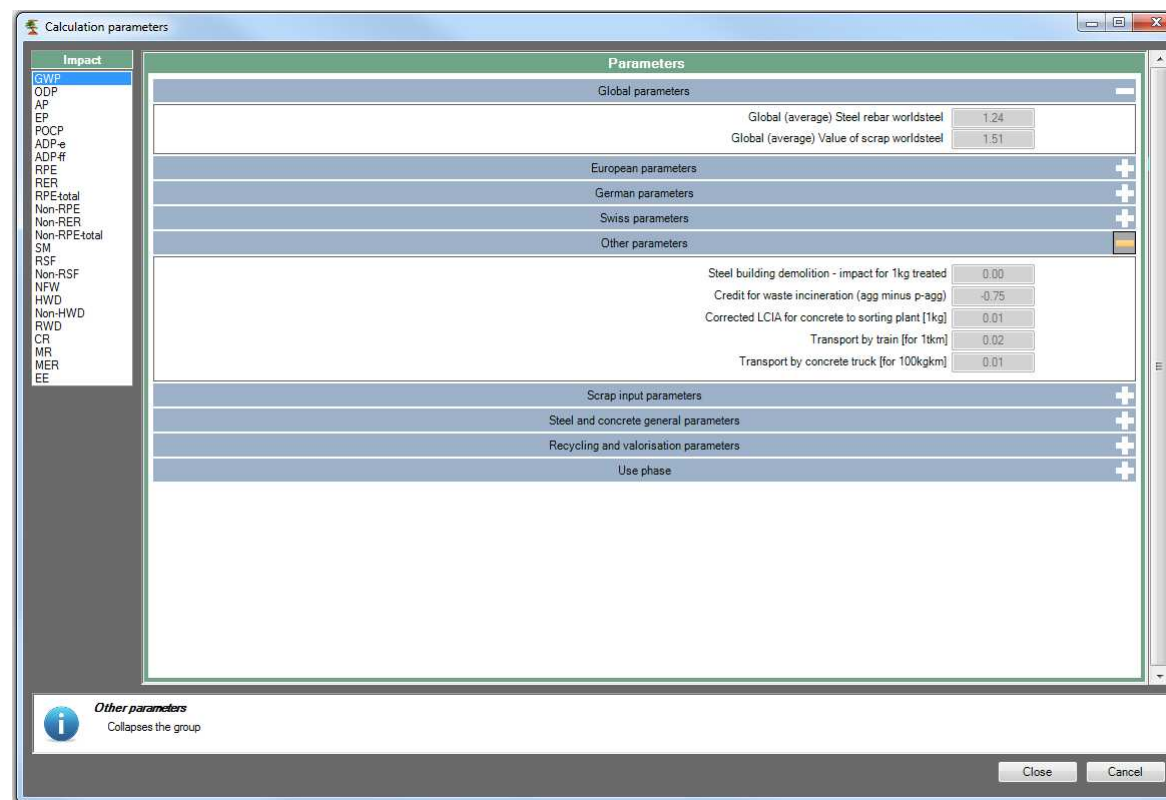 Calculation parameters
Impact
GWP
ODP
AP
EP
POCP
ADP-e
ADP-ff
RPE
RER
RPE-total
Non-RPE
Non-RER
Non-RPE-total
SM
RSF
Non-RSF
NFW
HWD
Non-HWD
RWD
CR
MR
MER
EE
Parameters
Global parameters
Global (average) Steel rebar worldsteel 1.24
Global (average) Value of scrap worldsteel 1.51
European parameters
German parameters
Swiss parameters
Other parameters
Steel building demolition - impact for 1kg treated 0.00
Credit for waste incineration (agg minus p-agg) -0.75
Corrected LCIA for concrete to sorting plant [1kg] 0.01
Transport by train [for 1tkm] 0.02
Transport by concrete truck [for 100kgkm] 0.01
Scrap input parameters
Steel and concrete general parameters
Recycling and valorisation parameters
Use phase
Other parameters
Collapses the group
Close Cancel